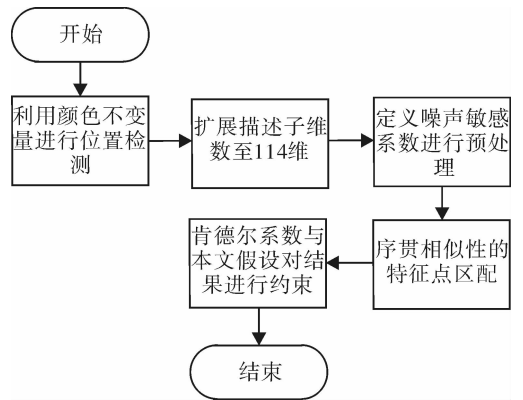 开始
利用颜色不变
量进行位置检
测
扩展描述子维
数至114维
定义噪声敏感
系数进行预处
理
序贯相似性的
特征点区配
肯德尔系数与
本文假设对结
果进行约束
结束